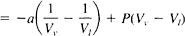 = −a(1/V_v − 1/V_l) + P(V_v − V_l)